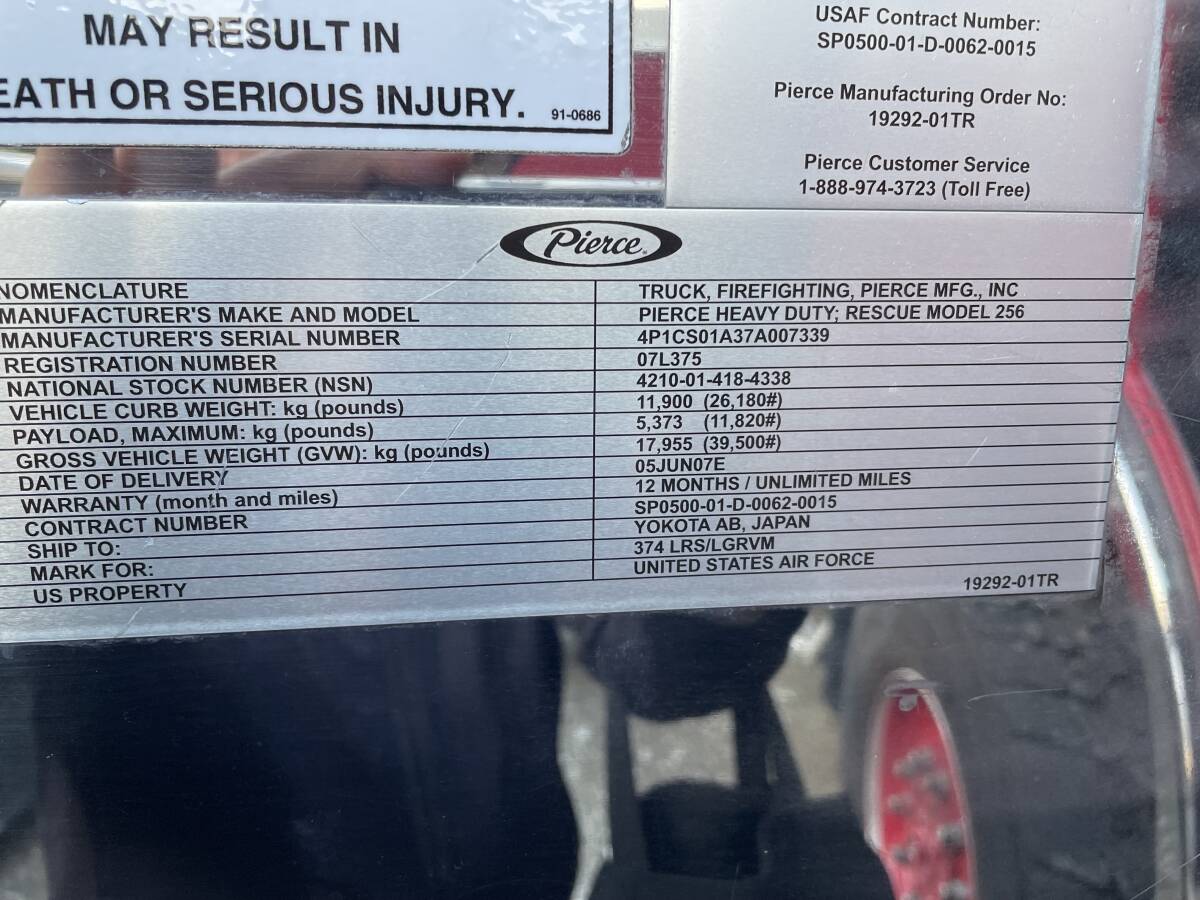 MAY RESULT IN
EATH OR SERIOUS INJURY.
91-0686
USAF Contract Number:
SP0500-01-D-0062-0015
Pierce Manufacturing Order No:
19292-01TR
Pierce Customer Service
1-888-974-3723 (Toll Free)
Pierce
NOMENCLATURE TRUCK, FIREFIGHTING, PIERCE MFG., INC
MANUFACTURER'S MAKE AND MODEL PIERCE HEAVY DUTY; RESCUE MODEL 256
MANUFACTURER'S SERIAL NUMBER 4P1CS01A37A007339
REGISTRATION NUMBER 07L375
NATIONAL STOCK NUMBER (NSN) 4210-01-418-4338
VEHICLE CURB WEIGHT: kg (pounds) 11,900 (26,180#)
PAYLOAD, MAXIMUM: kg (pounds) 5,373 (11,820#)
GROSS VEHICLE WEIGHT (GVW): kg (pounds) 17,955 (39,500#)
DATE OF DELIVERY 05JUN07E
WARRANTY (month and miles) 12 MONTHS / UNLIMITED MILES
CONTRACT NUMBER SP0500-01-D-0062-0015
SHIP TO: YOKOTA AB, JAPAN
MARK FOR: 374 LRS/LGRVM
US PROPERTY UNITED STATES AIR FORCE
19292-01TR